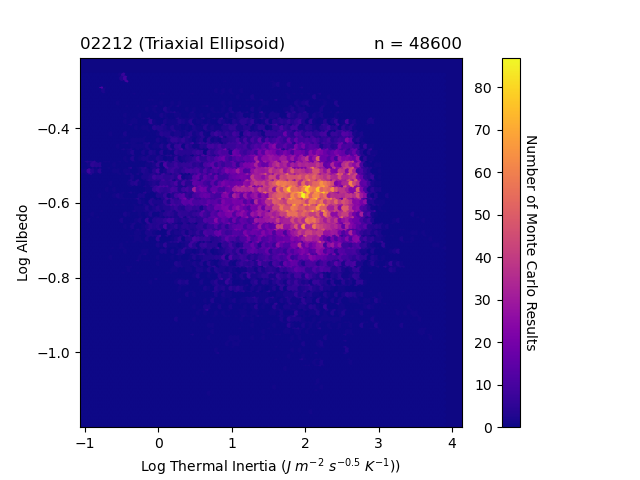 02212 (Triaxial Ellipsoid) n = 48600
−0.4
−0.6
−0.8
−1.0
Log Albedo
−1 0 1 2 3 4
Log Thermal Inertia (J m⁻² s⁻⁰·⁵ K⁻¹))
80
70
60
50
40
30
20
10
0
Number of Monte Carlo Results